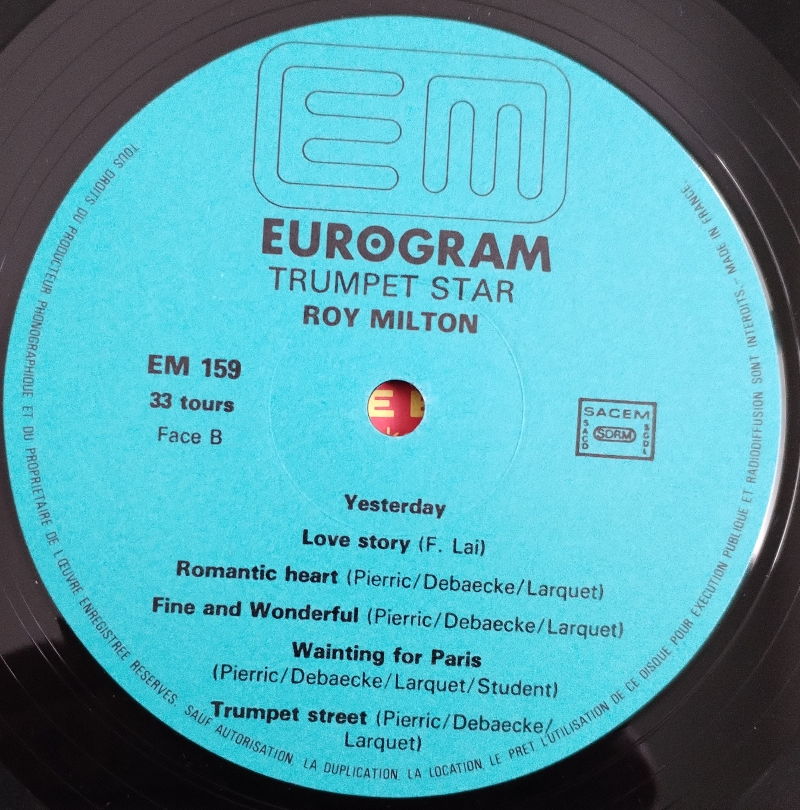 EM
EUROGRAM
TRUMPET STAR
ROY MILTON
EM 159
33 tours
Face B
SACEM
SACD
SDRM
SGDL
Yesterday
Love story (F. Lai)
Romantic heart (Pierric/Debaecke/Larquet)
Fine and Wonderful (Pierric/Debaecke/Larquet)
Wainting for Paris
(Pierric/Debaecke/Larquet/Student)
Trumpet street (Pierric/Debaecke/
Larquet)
TOUS DROITS DU PRODUCTEUR PHONOGRAPHIQUE ET DU PROPRIETAIRE DE L'ŒUVRE ENREGISTREE RESERVES. SAUF AUTORISATION, LA DUPLICATION, LA LOCATION, LE PRET, L'UTILISATION DE CE DISQUE POUR EXECUTION PUBLIQUE ET RADIODIFFUSION SONT INTERDITS.- MADE IN FRANCE